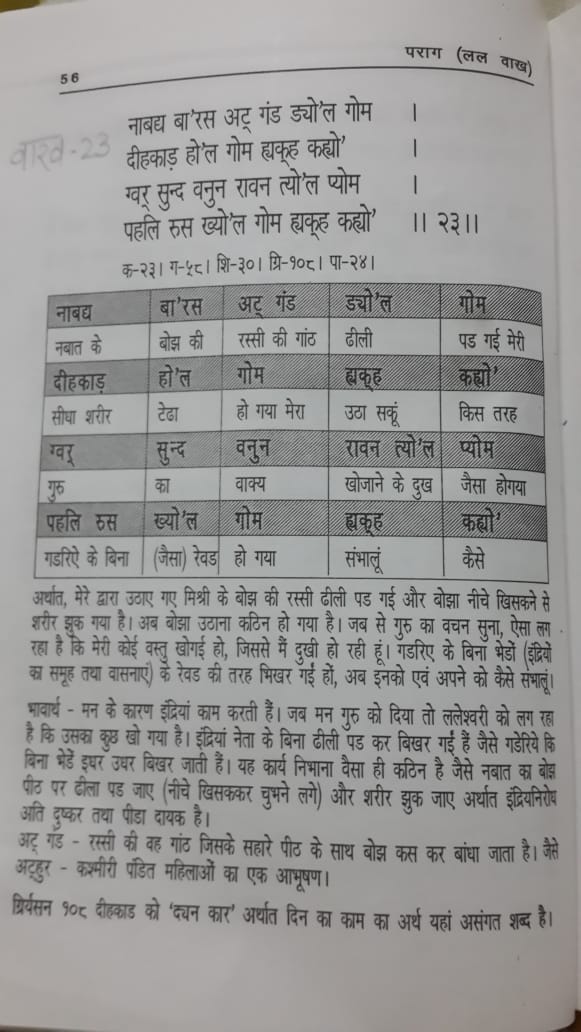 56
पराग (लल वाख)
वाख-23
नाबद्य बा'रस अट् गंड ड्यो'ल गोम ।
दीहकाड़ हो'ल गोम ह्यक्ह कह्यो' ।
ग्वर् सुन्द वनुन रावन त्यो'ल प्योम ।
पहलि रुस ख्यो'ल गोम ह्यक्ह कह्यो' ।। २३।।
क-२३। ग-५८। शि-३०। ग्रि-१०८। पा-२४।
नाबद्य बा'रस अट् गंड ड्यो'ल गोम
नबात के बोझ की रस्सी की गांठ ढीली पड गई मेरी
दीहकाड़ हो'ल गोम ह्यक्ह कह्यो'
सीधा शरीर टेढा हो गया मेरा उठा सकूं किस तरह
ग्वर् सुन्द वनुन रावन त्यो'ल प्योम
गुरु का वाक्य खोजाने के दुख जैसा होगया
पहलि रुस ख्यो'ल गोम ह्यक्ह कह्यो'
गडरिऐ के बिना (जैसा) रेवड हो गया संभालूं कैसे
अर्थात, मेरे द्वारा उठाए गए मिश्री के बोझ की रस्सी ढीली पड गई और बोझा नीचे खिसकने से
शरीर झुक गया है। अब बोझा उठाना कठिन हो गया है। जब से गुरु का वचन सुना, ऐसा लग
रहा है कि मेरी कोई वस्तु खोगई हो, जिससे मैं दुखी हो रही हूं। गडरिए के बिना भेडों (इंद्रियों
का समूह तथा वासनाएं) के रेवड की तरह भिखर गईं हों, अब इनको एवं अपने को कैसे संभालूं।
भावार्थ - मन के कारण इंद्रियां काम करती हैं। जब मन गुरु को दिया तो ललेश्वरी को लग रहा
है कि उसका कुछ खो गया है। इंद्रियां नेता के बिना ढीली पड कर बिखर गईं हैं जैसे गडेरिये कि
बिना भेडें इधर उधर बिखर जाती हैं। यह कार्य निभाना वैसा ही कठिन है जैसे नबात का बोझ
पीठ पर ढीला पड जाए (नीचे खिसककर चुभने लगे) और शरीर झुक जाए अर्थात इंद्रियनिरोध
अति दुष्कर तथा पीडा दायक है।
अट् गंड - रस्सी की वह गांठ जिसके सहारे पीठ के साथ बोझ कस कर बांधा जाता है। जैसे
अट्हुर - कश्मीरी पंडित महिलाओं का एक आभूषण।
ग्रिर्यसन १०८ दीहकाड को 'द्यन कार' अर्थात दिन का काम का अर्थ यहां असंगत शब्द है।